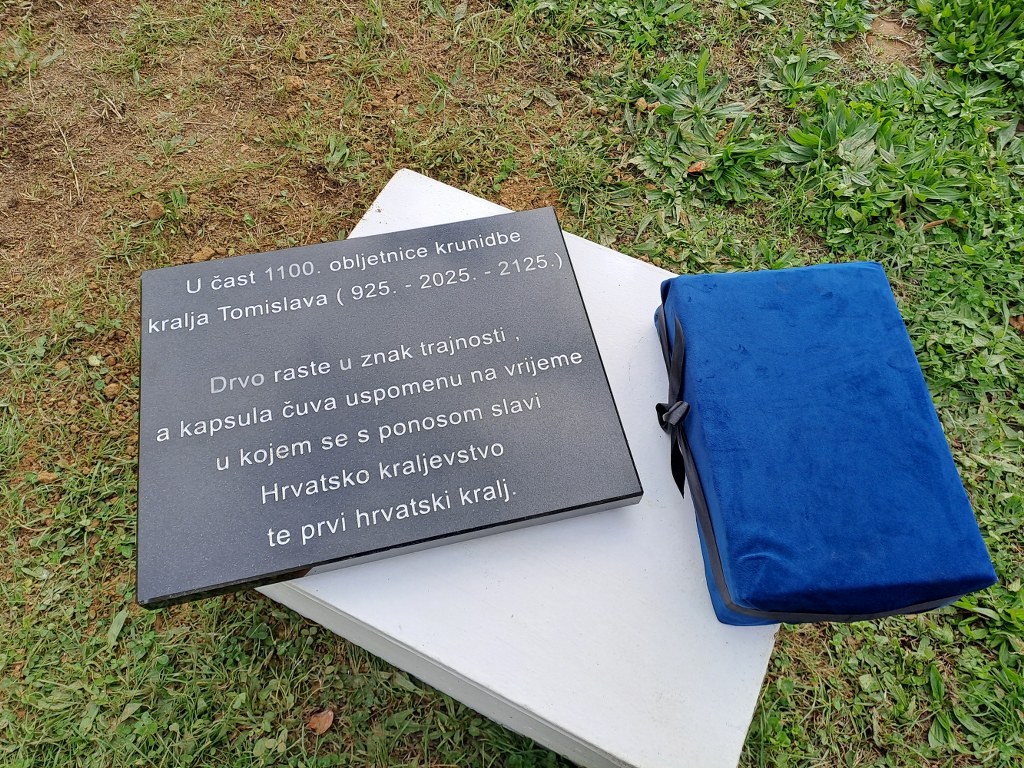 U čast 1100. obljetnice krunidbe
kralja Tomislava ( 925. - 2025. - 2125.)
Drvo raste u znak trajnosti ,
a kapsula čuva uspomenu na vrijeme
u kojem se s ponosom slavi
Hrvatsko kraljevstvo
te prvi hrvatski kralj.